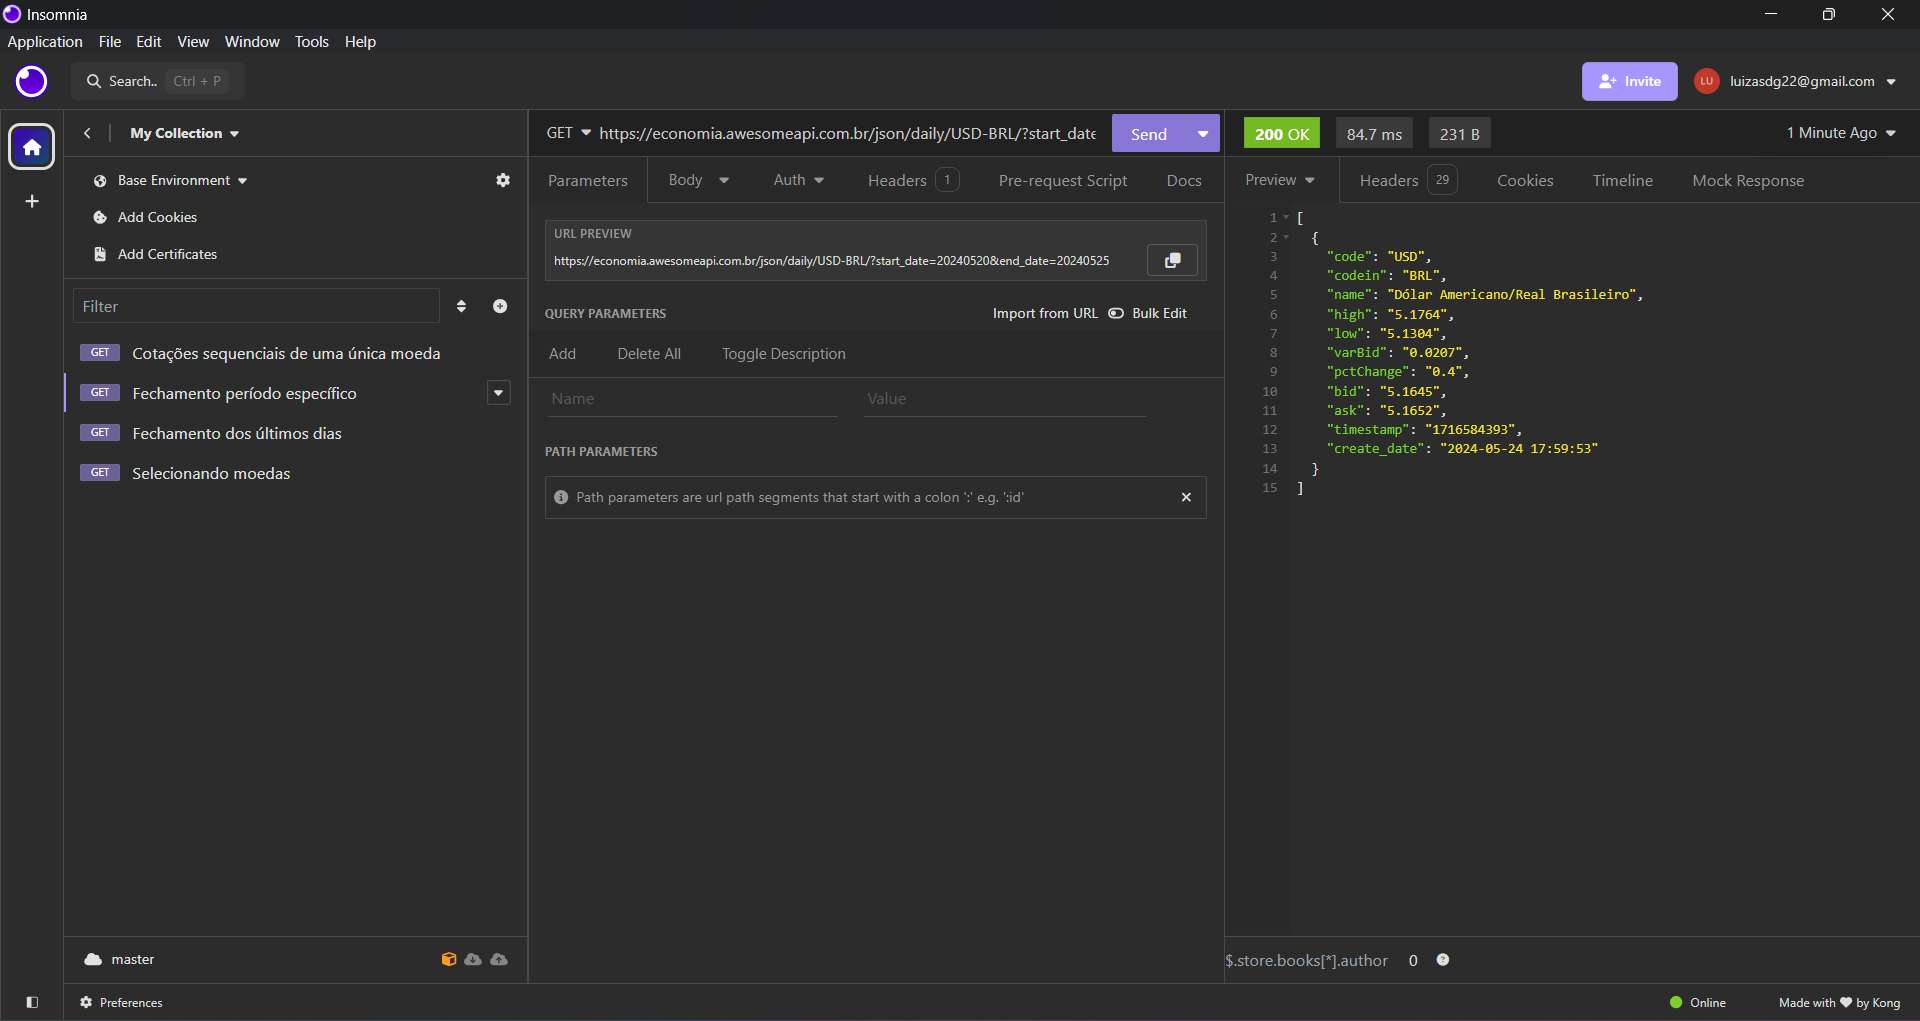 Insomnia
Application File Edit View Window Tools Help
Search.. Ctrl + P
Invite
LU luizasdg22@gmail.com
My Collection
Base Environment
Add Cookies
Add Certificates
Filter
GET Cotações sequenciais de uma única moeda
GET Fechamento período específico
GET Fechamento dos últimos dias
GET Selecionando moedas
master
Preferences
GET https://economia.awesomeapi.com.br/json/daily/USD-BRL/?start_date Send
Parameters Body Auth Headers 1 Pre-request Script Docs
URL PREVIEW
https://economia.awesomeapi.com.br/json/daily/USD-BRL/?start_date=20240520&end_date=20240525
QUERY PARAMETERS Import from URL Bulk Edit
Add Delete All Toggle Description
Name Value
PATH PARAMETERS
Path parameters are url path segments that start with a colon ':' e.g. ':id'
200 OK 84.7 ms 231 B 1 Minute Ago
Preview Headers 29 Cookies Timeline Mock Response
1 [
2 {
3 "code": "USD",
4 "codein": "BRL",
5 "name": "Dólar Americano/Real Brasileiro",
6 "high": "5.1764",
7 "low": "5.1304",
8 "varBid": "0.0207",
9 "pctChange": "0.4",
10 "bid": "5.1645",
11 "ask": "5.1652",
12 "timestamp": "1716584393",
13 "create_date": "2024-05-24 17:59:53"
14 }
15 ]
$.store.books[*].author 0
Online Made with ❤ by Kong